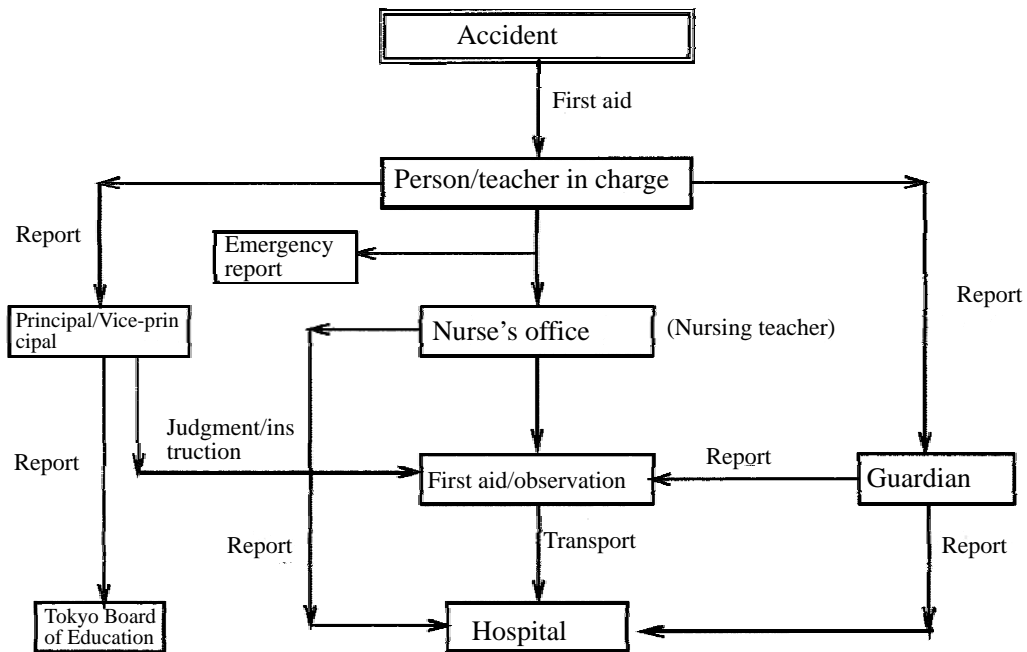 Accident
First aid
Person/teacher in charge
Report
Emergency
report
Report
Principal/Vice-prin
cipal
Nurse's office
(Nursing teacher)
Judgment/ins
truction
Report
First aid/observation
Report
Guardian
Report
Transport
Report
Tokyo Board
of Education
Hospital